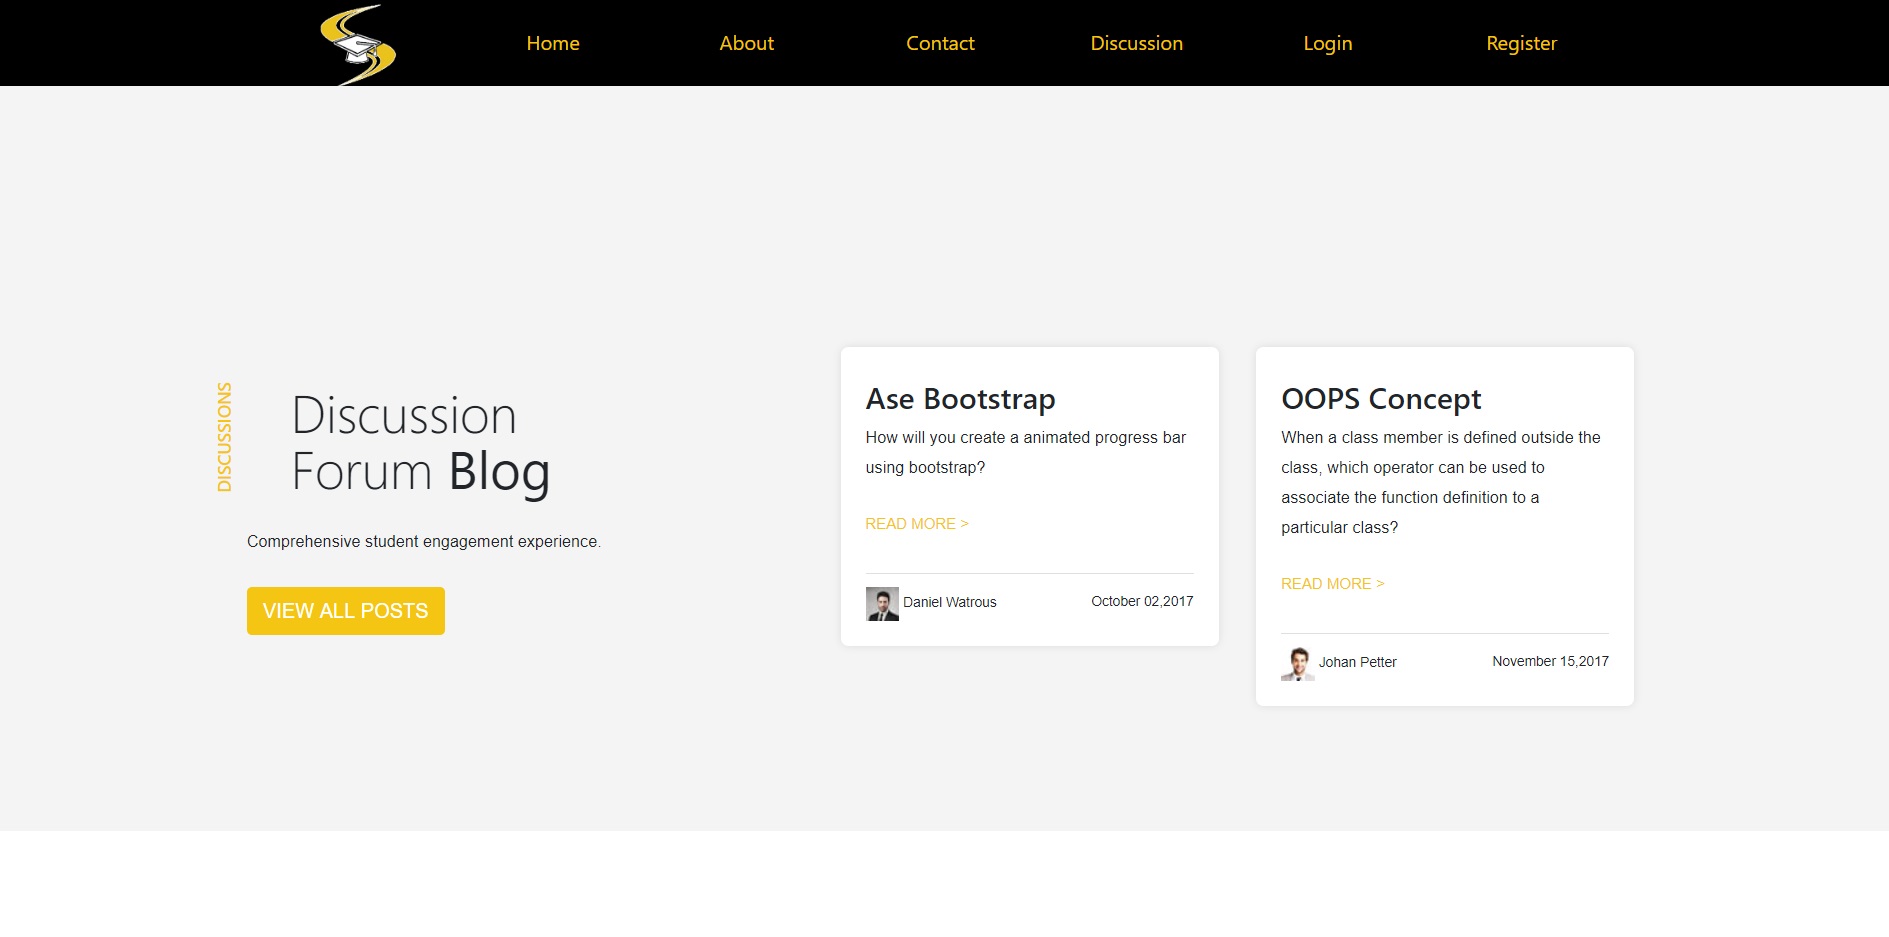 Home About Contact Discussion Login Register
DISCUSSIONS
Discussion
Forum Blog
Comprehensive student engagement experience.
VIEW ALL POSTS
Ase Bootstrap
How will you create a animated progress bar
using bootstrap?
READ MORE >
Daniel Watrous October 02,2017
OOPS Concept
When a class member is defined outside the
class, which operator can be used to
associate the function definition to a
particular class?
READ MORE >
Johan Petter November 15,2017